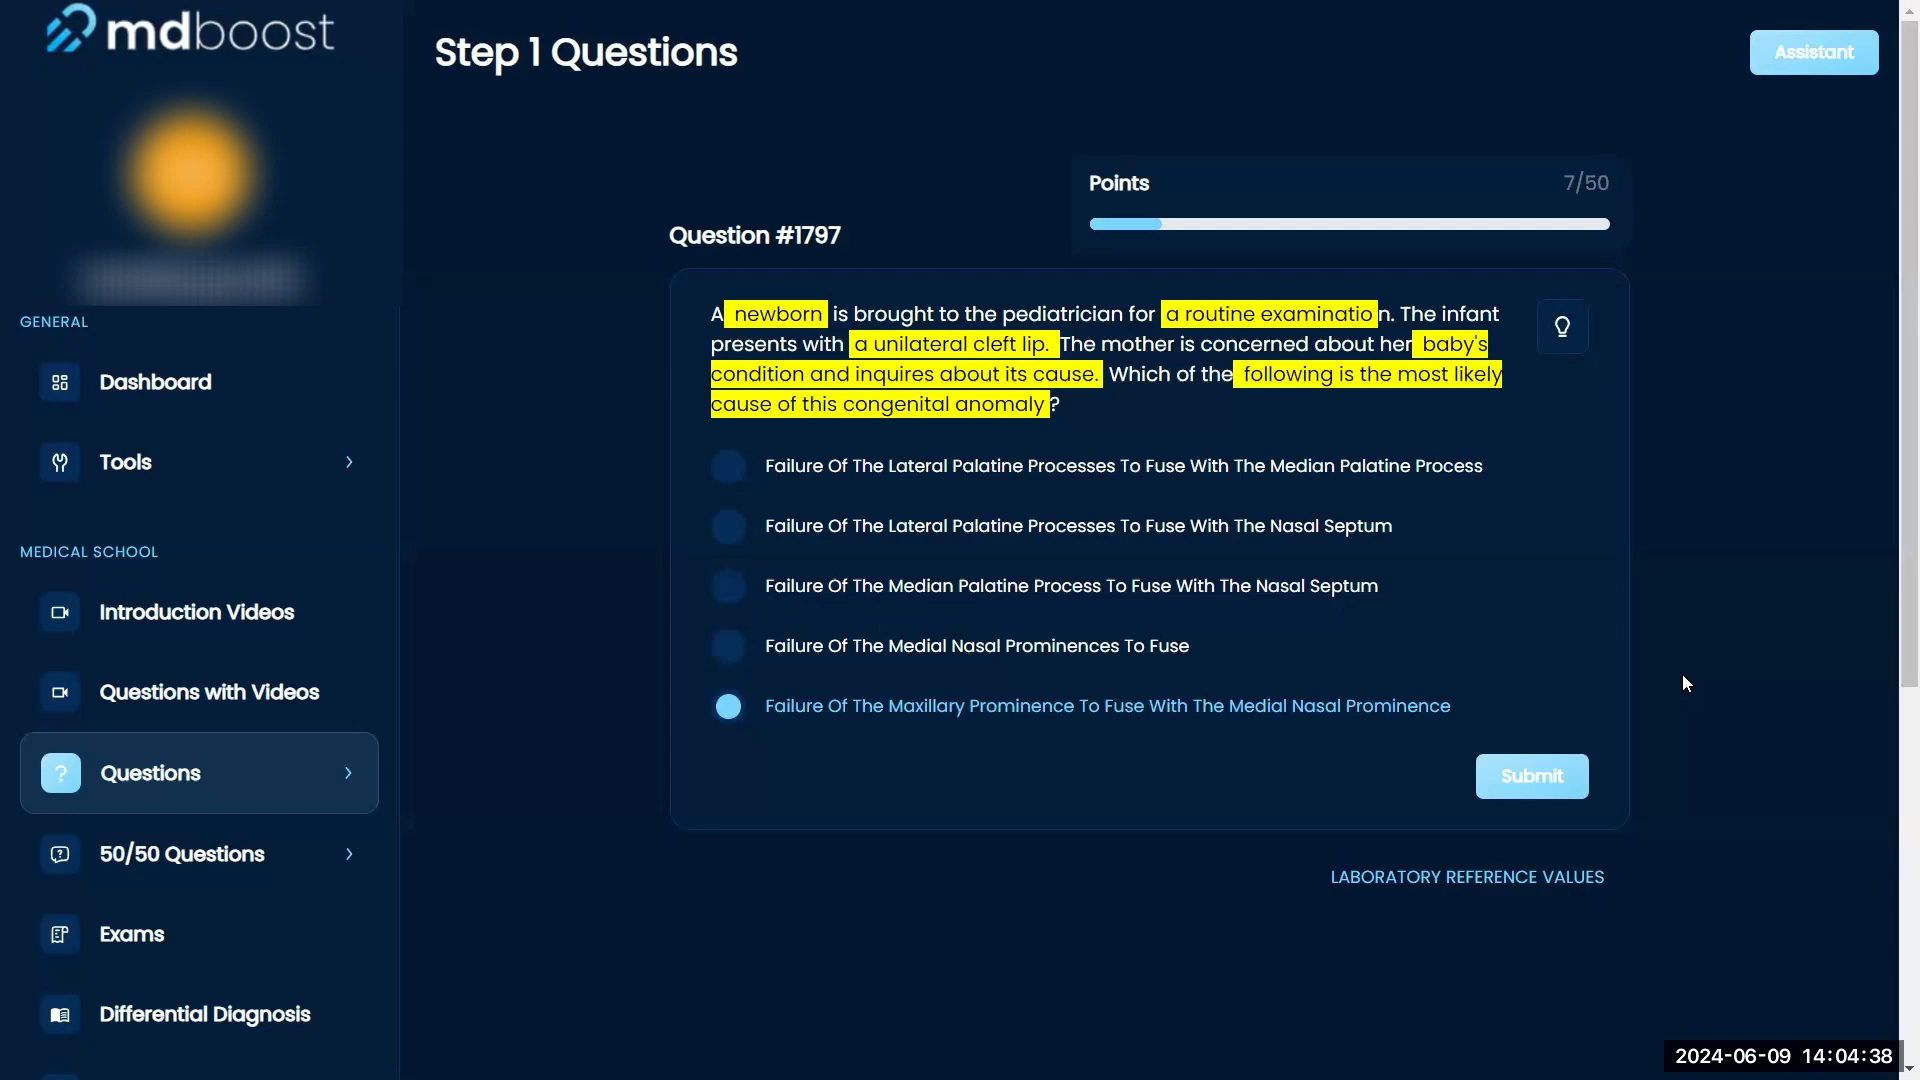 mdboost
Step 1 Questions
Assistant
Points
7/50
Question #1797
A newborn is brought to the pediatrician for a routine examination. The infant
presents with a unilateral cleft lip. The mother is concerned about her baby's
condition and inquires about its cause. Which of the following is the most likely
cause of this congenital anomaly ?
Failure Of The Lateral Palatine Processes To Fuse With The Median Palatine Process
Failure Of The Lateral Palatine Processes To Fuse With The Nasal Septum
Failure Of The Median Palatine Process To Fuse With The Nasal Septum
Failure Of The Medial Nasal Prominences To Fuse
Failure Of The Maxillary Prominence To Fuse With The Medial Nasal Prominence
Submit
LABORATORY REFERENCE VALUES
GENERAL
Dashboard
Tools
MEDICAL SCHOOL
Introduction Videos
Questions with Videos
Questions
50/50 Questions
Exams
Differential Diagnosis
2024-06-09 14:04:38